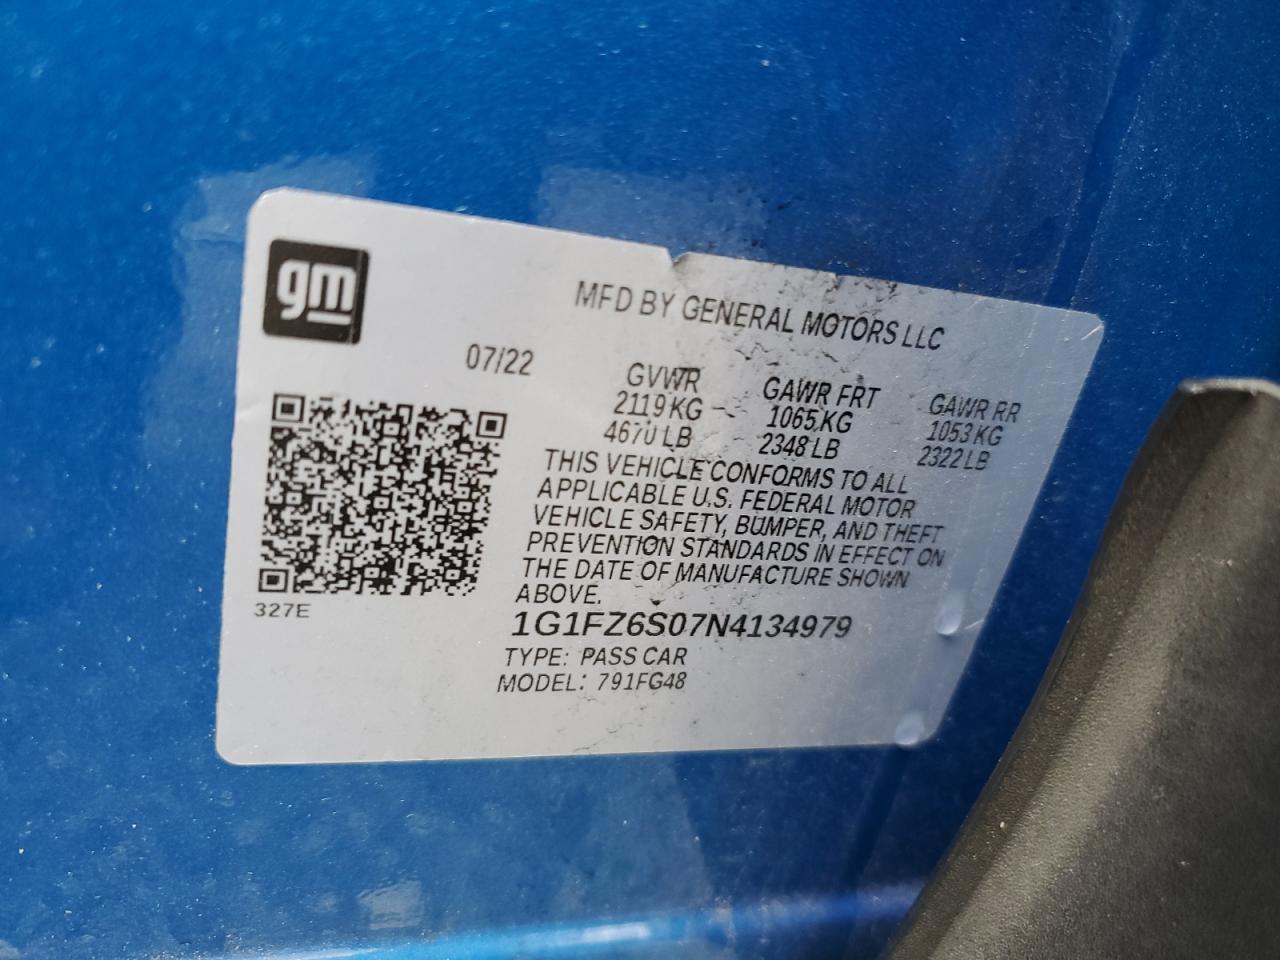 gm
MFD BY GENERAL MOTORS LLC
07/22
GVWR GAWR FRT GAWR RR
2119 KG 1065 KG 1053 KG
4670 LB 2348 LB 2322 LB
THIS VEHICLE CONFORMS TO ALL
APPLICABLE U.S. FEDERAL MOTOR
VEHICLE SAFETY, BUMPER, AND THEFT
PREVENTION STANDARDS IN EFFECT ON
THE DATE OF MANUFACTURE SHOWN
ABOVE.
327E
1G1FZ6S07N4134979
TYPE: PASS CAR
MODEL: 791FG48